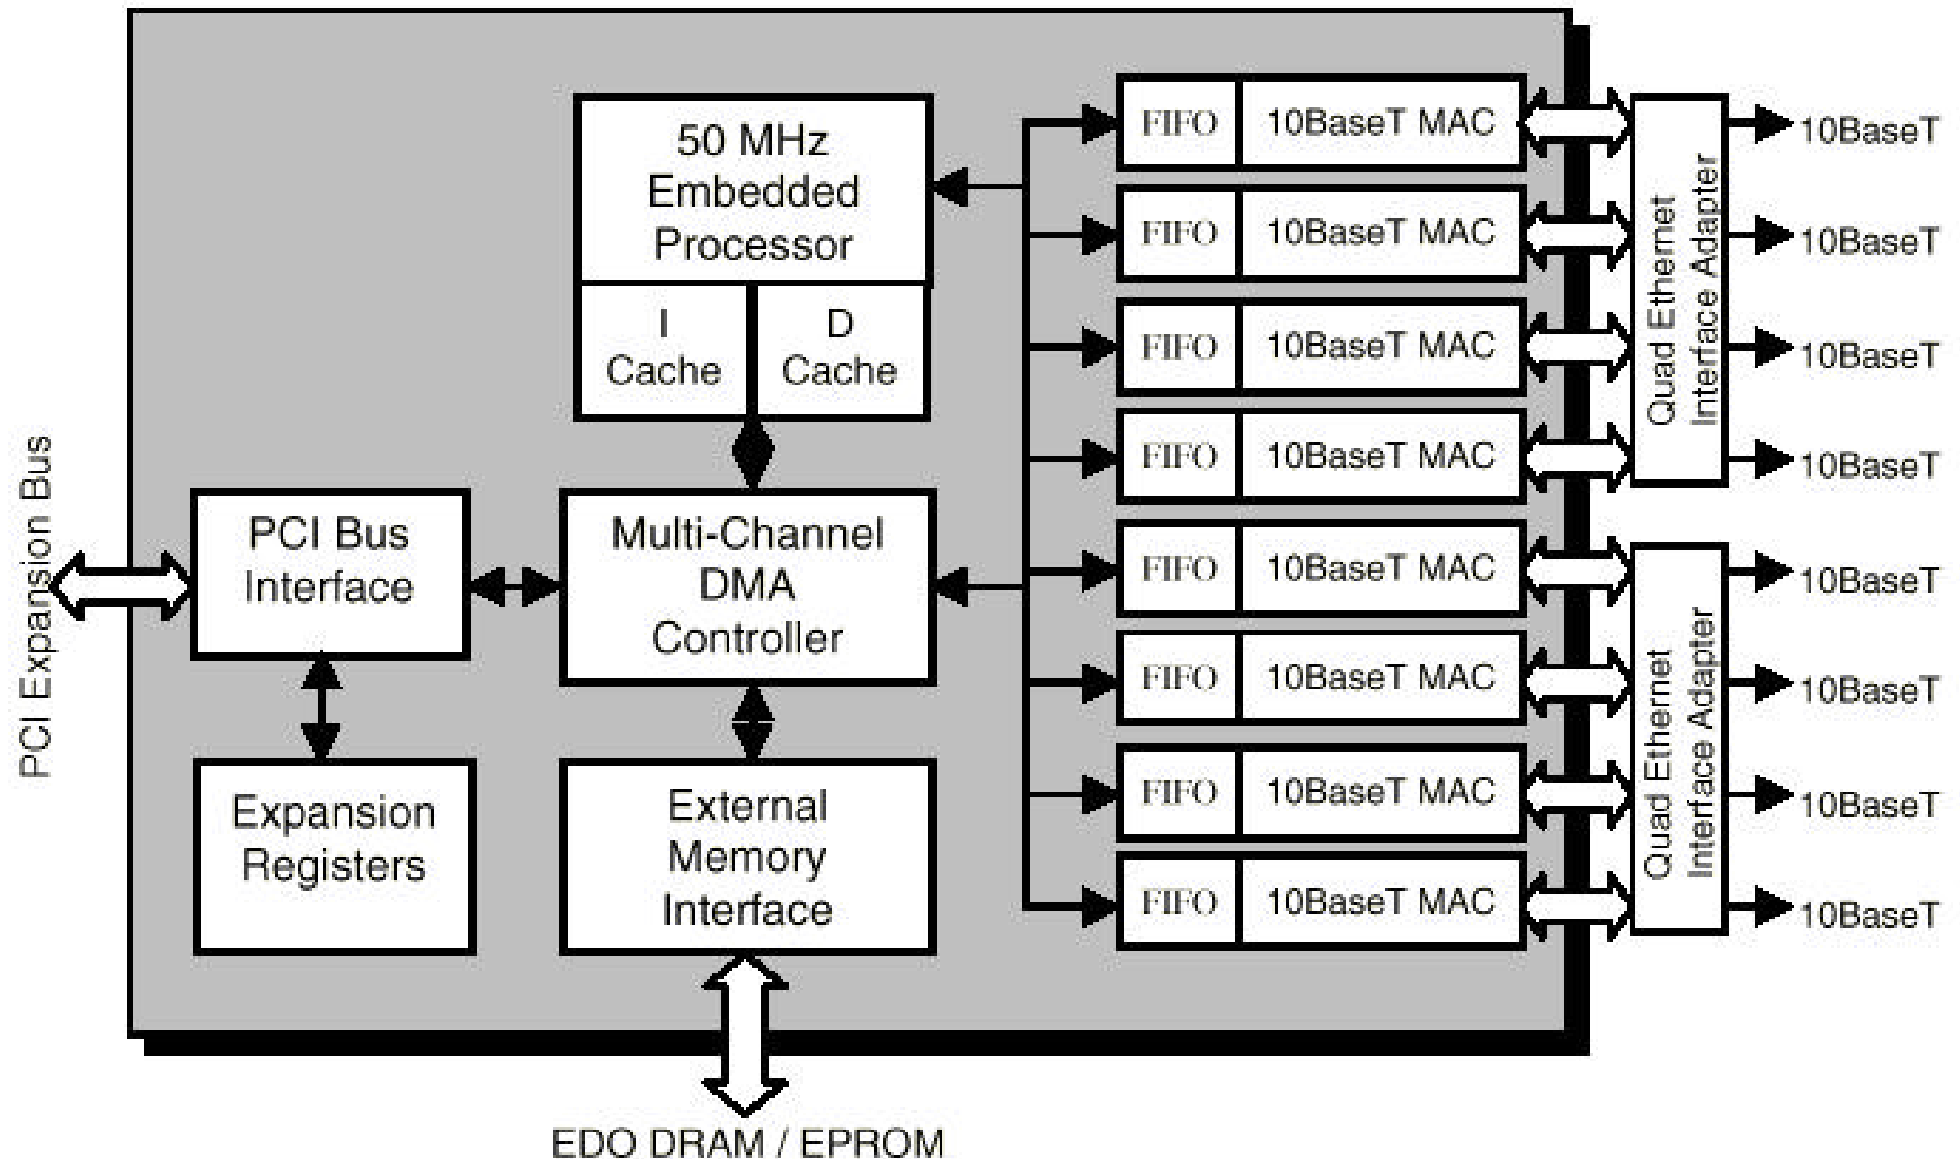 50 MHz
Embedded
Processor
I
Cache
D
Cache
PCI Expansion Bus
PCI Bus
Interface
Multi-Channel
DMA
Controller
Expansion
Registers
External
Memory
Interface
EDO DRAM / EPROM
FIFO 10BaseT MAC
FIFO 10BaseT MAC
FIFO 10BaseT MAC
FIFO 10BaseT MAC
FIFO 10BaseT MAC
FIFO 10BaseT MAC
FIFO 10BaseT MAC
FIFO 10BaseT MAC
Quad Ethernet
Interface Adapter
Quad Ethernet
Interface Adapter
10BaseT
10BaseT
10BaseT
10BaseT
10BaseT
10BaseT
10BaseT
10BaseT